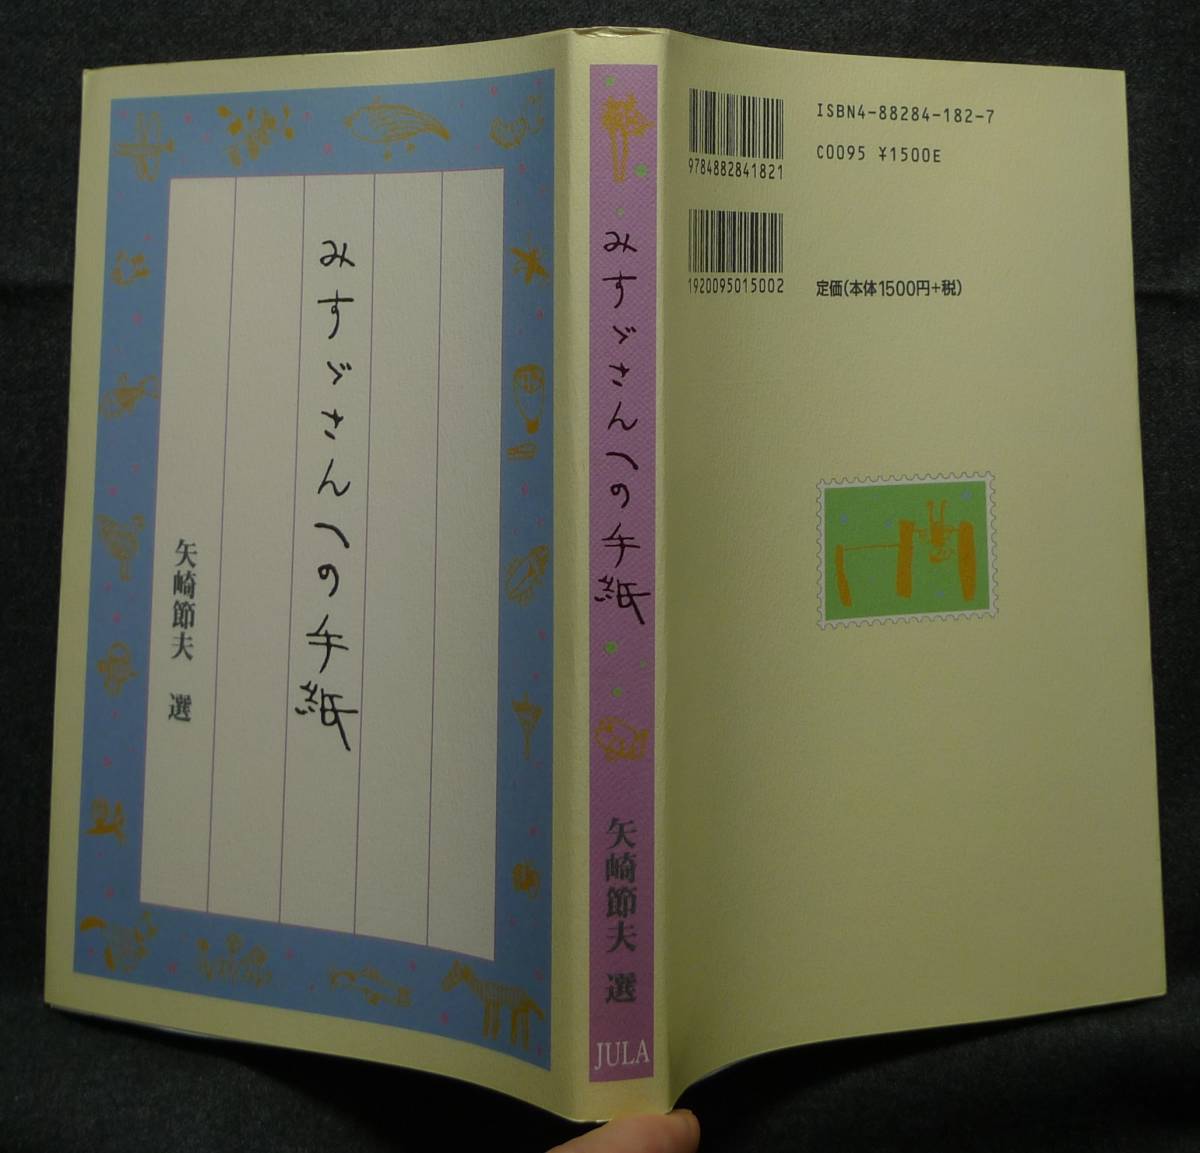 みすゞさんへの手紙
矢崎節夫 選
みすゞさんへの手紙
矢崎節夫 選
JULA
9784882841821
ISBN4-88284-182-7
C0095 ¥1500E
1920095015002
定価(本体1500円+税)